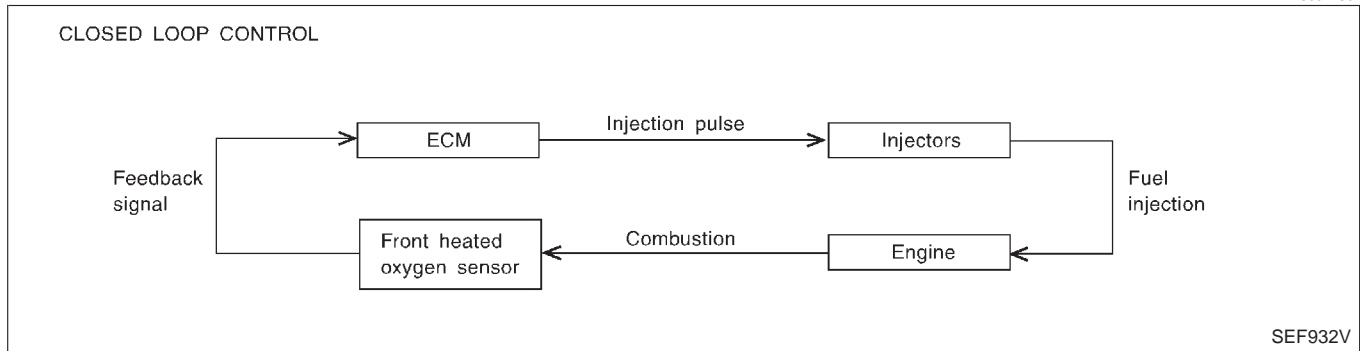 CLOSED LOOP CONTROL
Injection pulse
ECM
Injectors
Feedback
signal
Fuel
injection
Front heated
oxygen sensor
Combustion
Engine
SEF932V